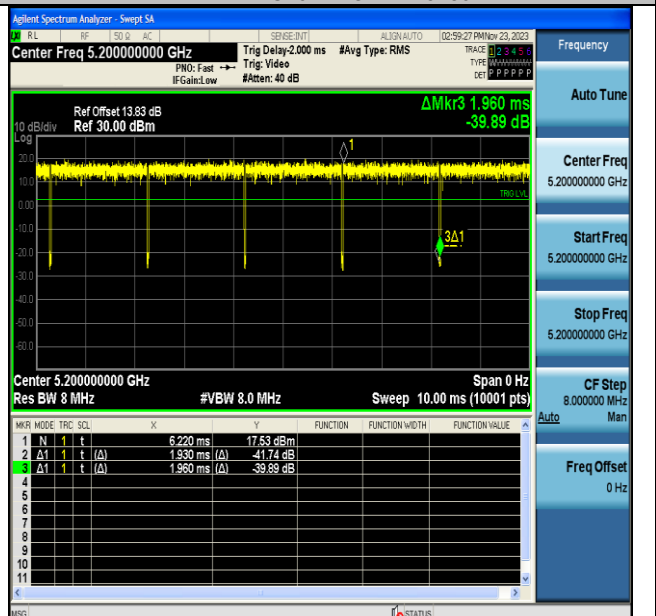 Agilent Spectrum Analyzer - Swept SA
RL RF 50 Ω AC SENSE:INT ALIGN AUTO 02:59:27 PM Nov 23, 2023
Center Freq 5.200000000 GHz Trig Delay-2.000 ms #Avg Type: RMS TRACE 1 2 3 4 5 6
PNO: Fast Trig: Video TYPE
IFGain:Low #Atten: 40 dB DET P P P P P P
Frequency
Auto Tune
Ref Offset 13.83 dB ΔMkr3 1.960 ms
10 dB/div Ref 30.00 dBm -39.89 dB
Log
1
20.0
10.0
TRIG LVL
0.00
-10.0
3Δ1
-20.0
-30.0
-40.0
-50.0
-60.0
Center 5.200000000 GHz Span 0 Hz
Res BW 8 MHz #VBW 8.0 MHz Sweep 10.00 ms (10001 pts)
Center Freq
5.200000000 GHz
Start Freq
5.200000000 GHz
Stop Freq
5.200000000 GHz
CF Step
8.000000 MHz
Auto Man
Freq Offset
0 Hz
MKR MODE TRC SCL X Y FUNCTION FUNCTION WIDTH FUNCTION VALUE
1 N 1 t 6.220 ms 17.53 dBm
2 Δ1 1 t (Δ) 1.930 ms (Δ) -41.74 dB
3 Δ1 1 t (Δ) 1.960 ms (Δ) -39.89 dB
4
5
6
7
8
9
10
11
MSG STATUS